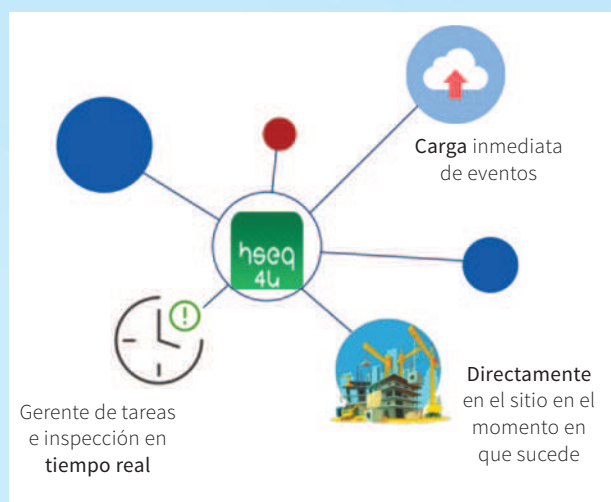 Carga inmediata
de eventos
hseq
4u
Directamente
en el sitio en el
momento en
que sucede
Gerente de tareas
e inspección en
tiempo real